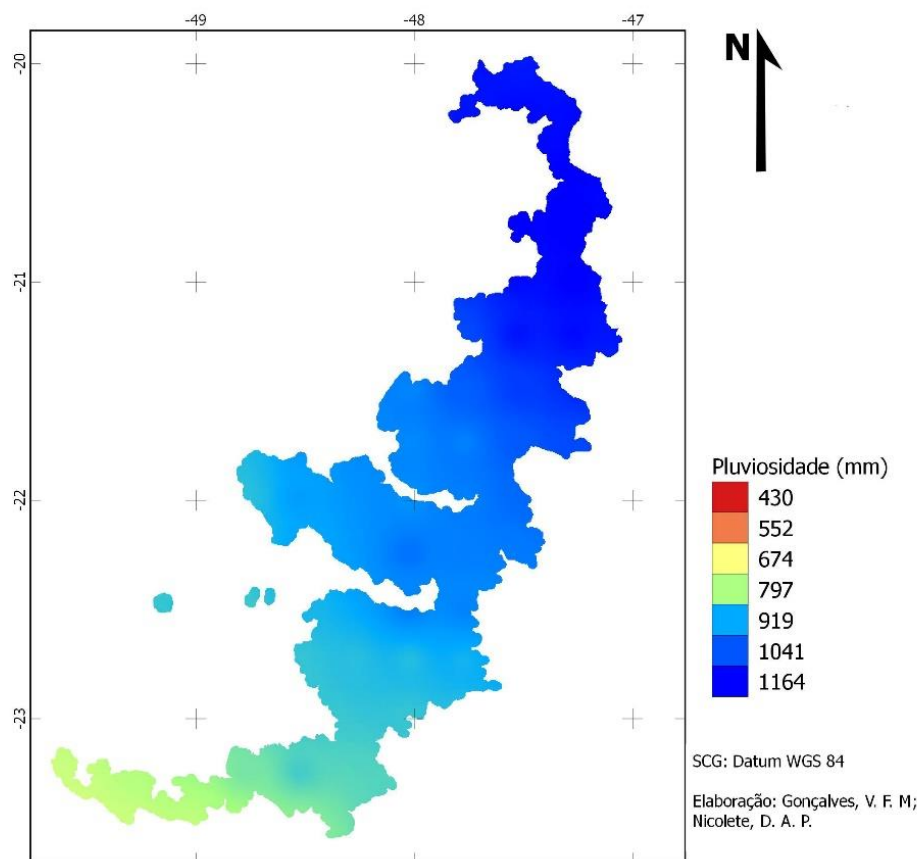 -49 -48 -47
N
-20
-21
-22
-23
Pluviosidade (mm)
430
552
674
797
919
1041
1164
SCG: Datum WGS 84
Elaboração: Gonçalves, V. F. M;
Nicolete, D. A. P.